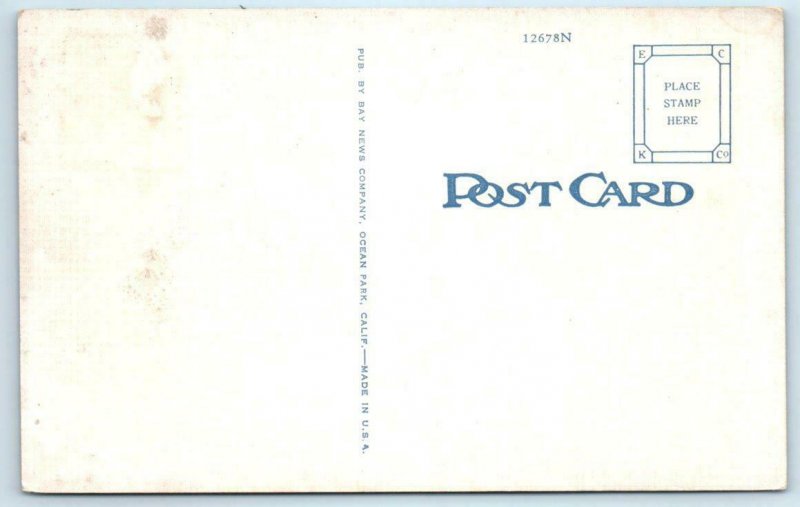 12678N
E C
PLACE
STAMP
HERE
K Co
POST CARD
PUB. BY BAY NEWS COMPANY, OCEAN PARK, CALIF.—MADE IN U.S.A.